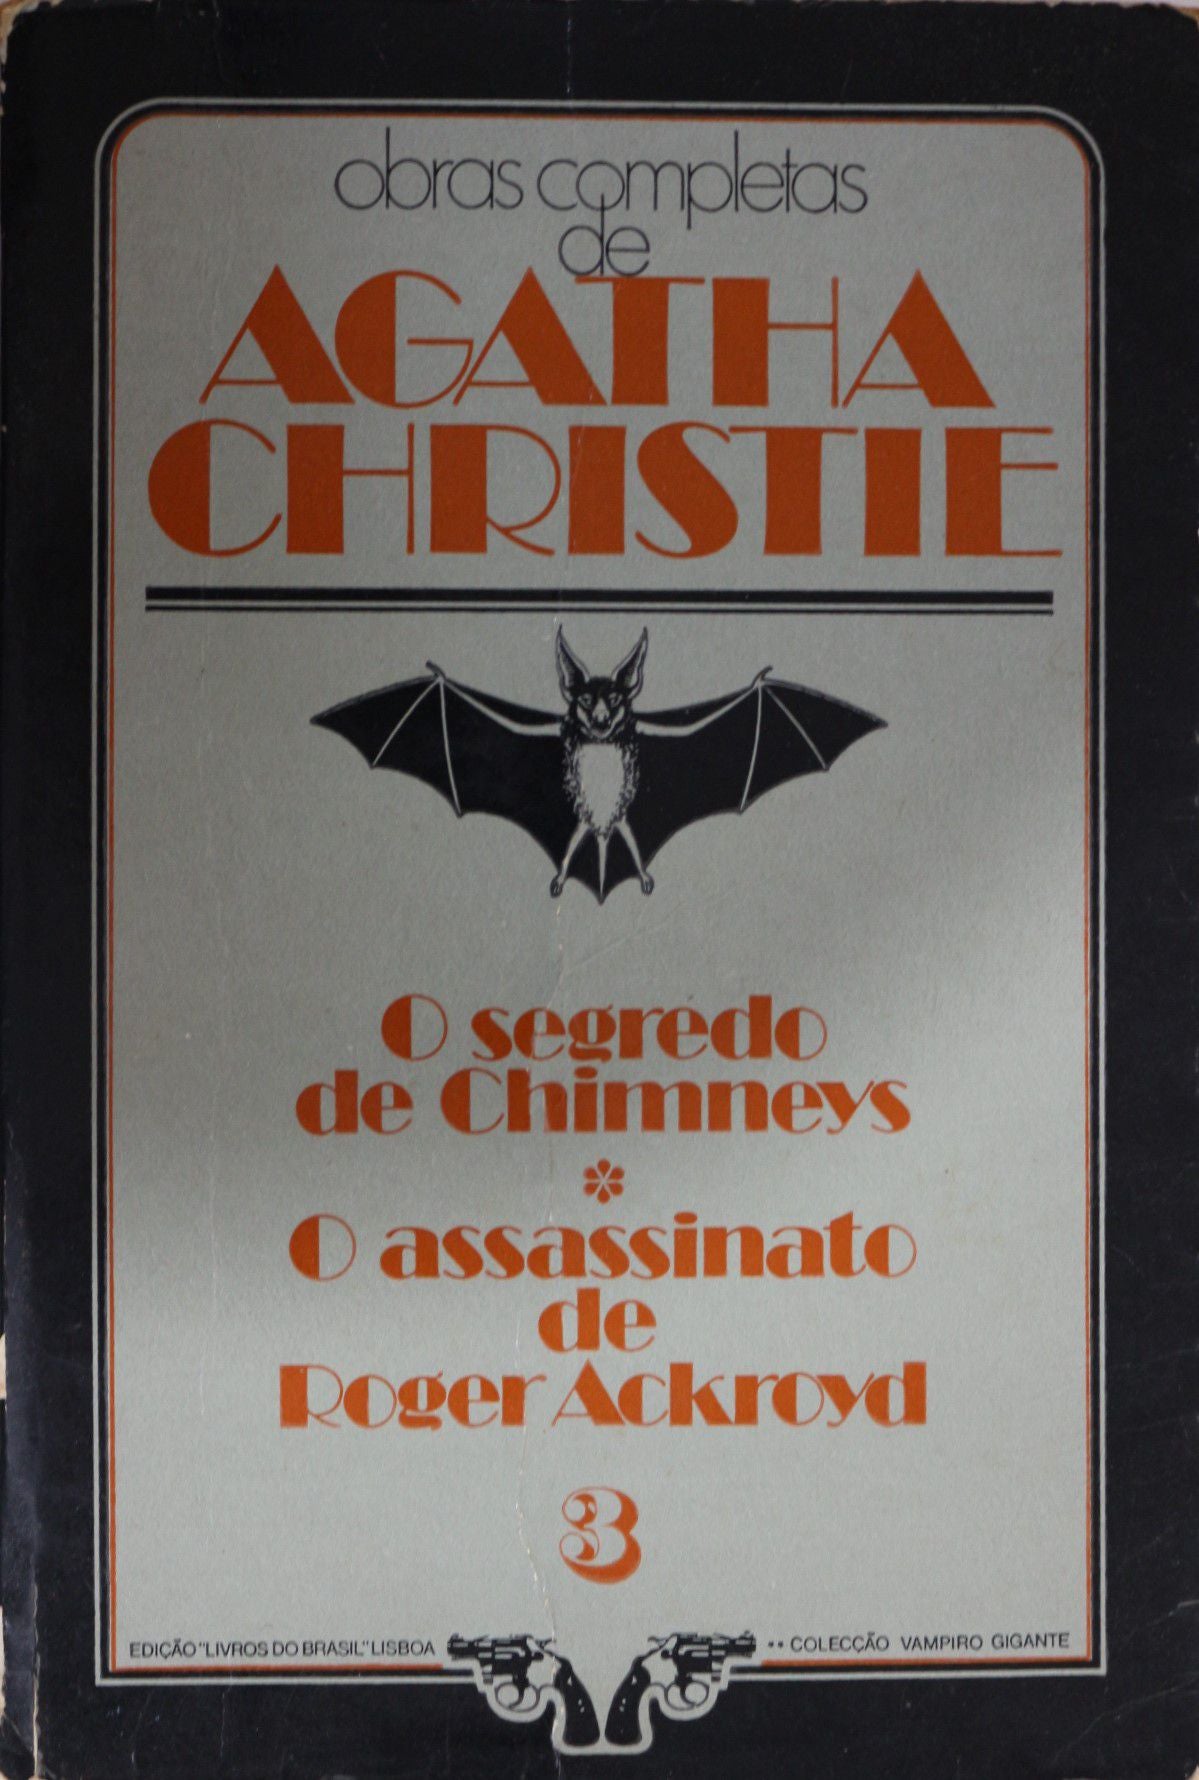 obras completas
de
AGATHA
CHRISTIE
O segredo
de Chimneys
*
O assassinato
de
Roger Ackroyd
3
EDIÇÃO "LIVROS DO BRASIL" LISBOA
** COLECÇÃO VAMPIRO GIGANTE